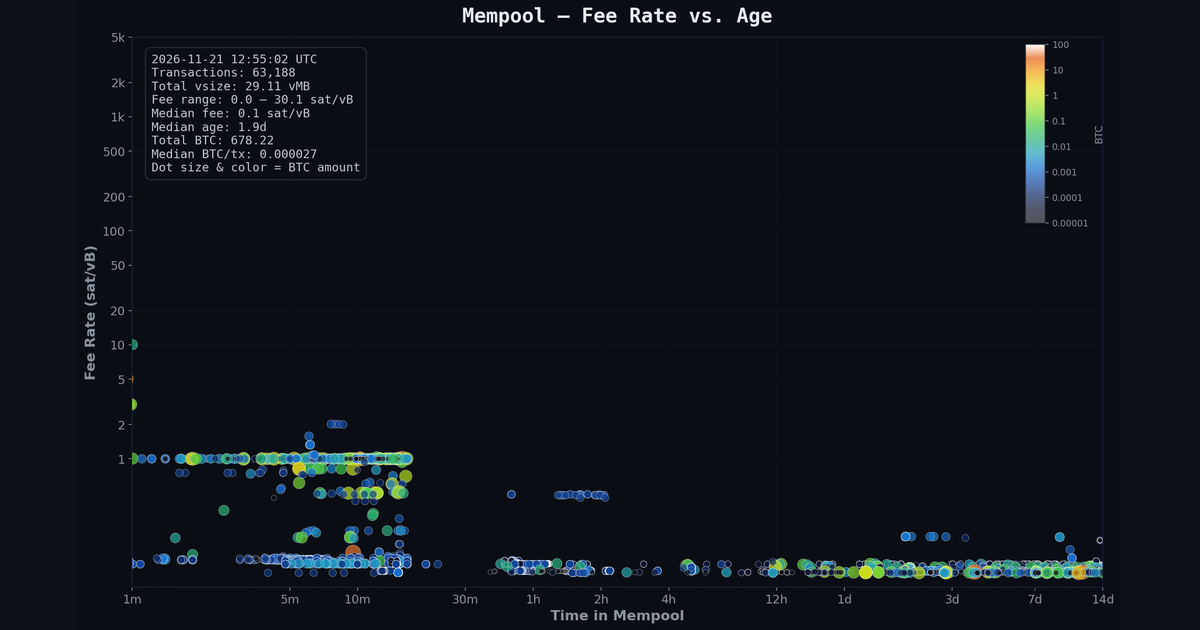 Mempool — Fee Rate vs. Age
2026-11-21 12:55:02 UTC
Transactions: 63,188
Total vsize: 29.11 vMB
Fee range: 0.0 — 30.1 sat/vB
Median fee: 0.1 sat/vB
Median age: 1.9d
Total BTC: 678.22
Median BTC/tx: 0.000027
Dot size & color = BTC amount
100
10
1
0.1
0.01
0.001
0.0001
0.00001
BTC
Fee Rate (sat/vB)
5k
2k
1k
500
200
100
50
20
10
5
2
1
1m 5m 10m 30m 1h 2h 4h 12h 1d 3d 7d 14d
Time in Mempool